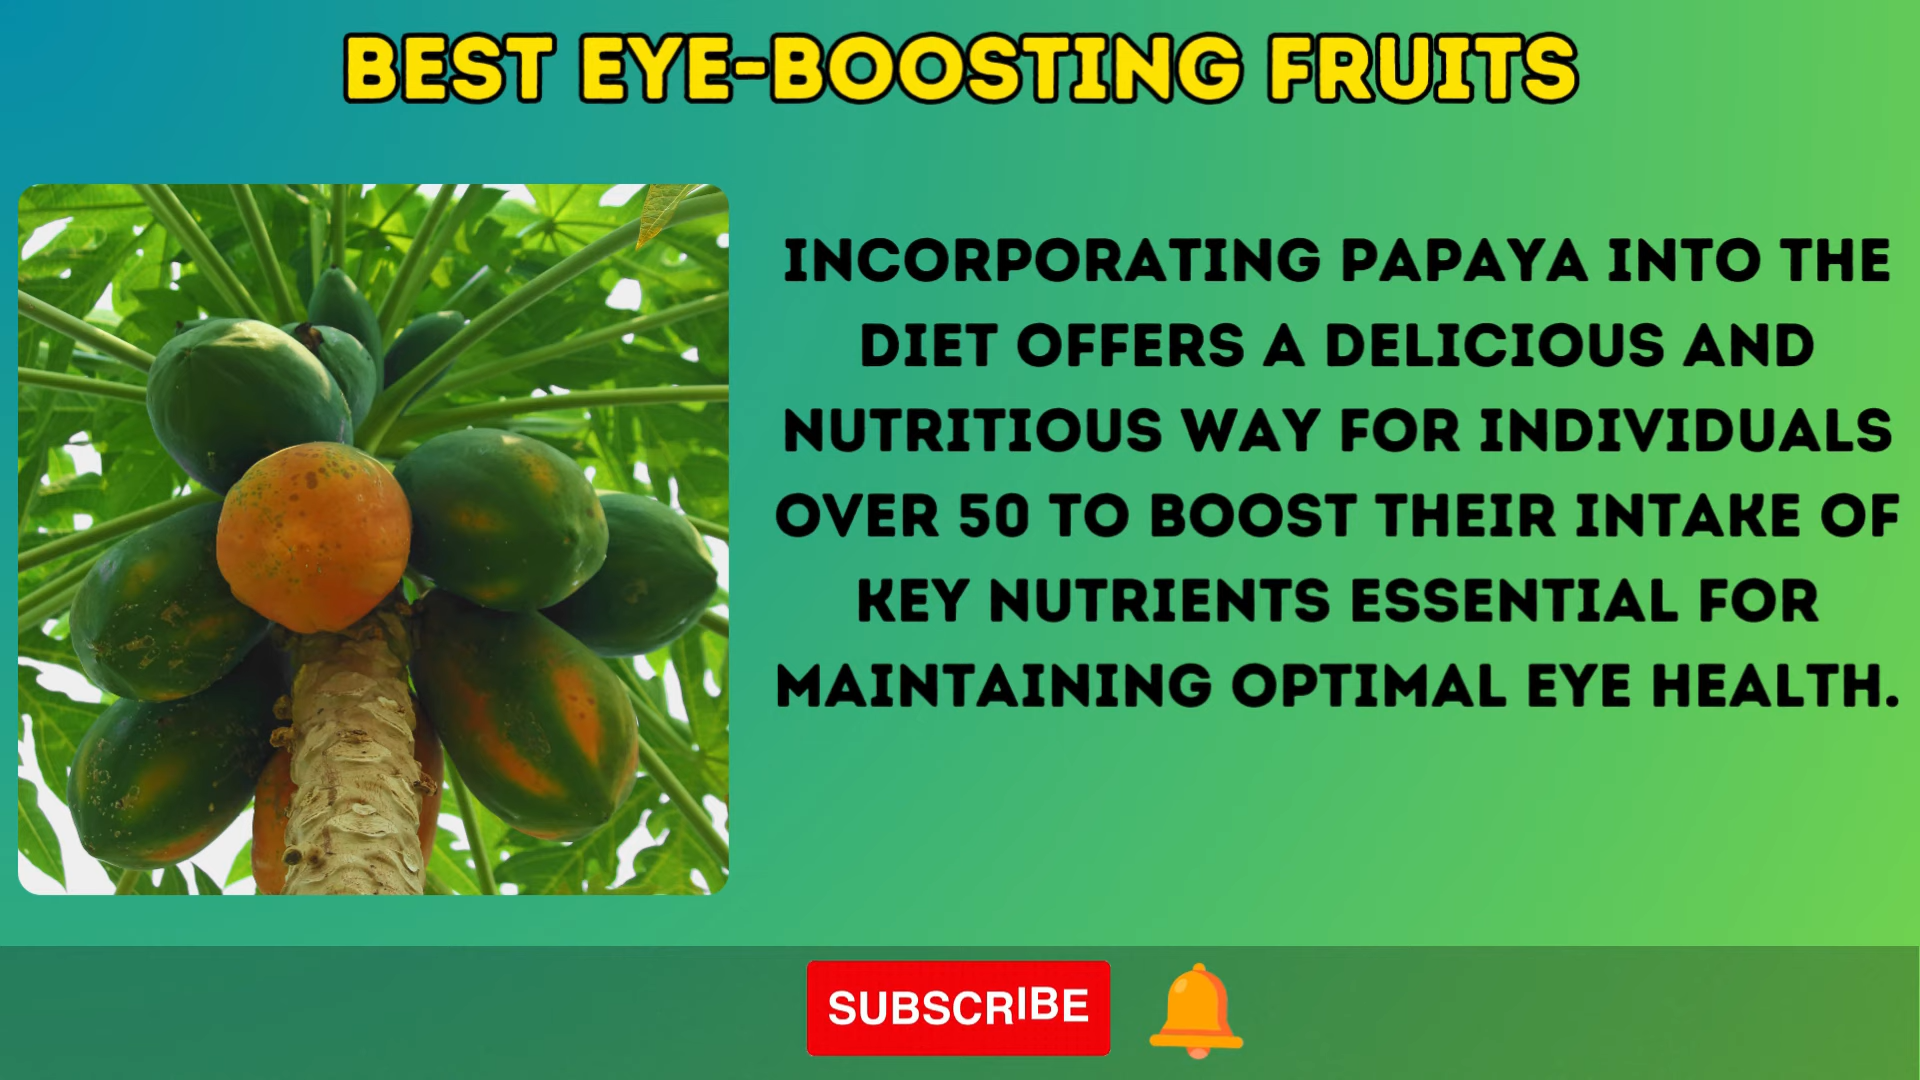 BEST EYE-BOOSTING FRUITS
INCORPORATING PAPAYA INTO THE
DIET OFFERS A DELICIOUS AND
NUTRITIOUS WAY FOR INDIVIDUALS
OVER 50 TO BOOST THEIR INTAKE OF
KEY NUTRIENTS ESSENTIAL FOR
MAINTAINING OPTIMAL EYE HEALTH.
SUBSCRIBE